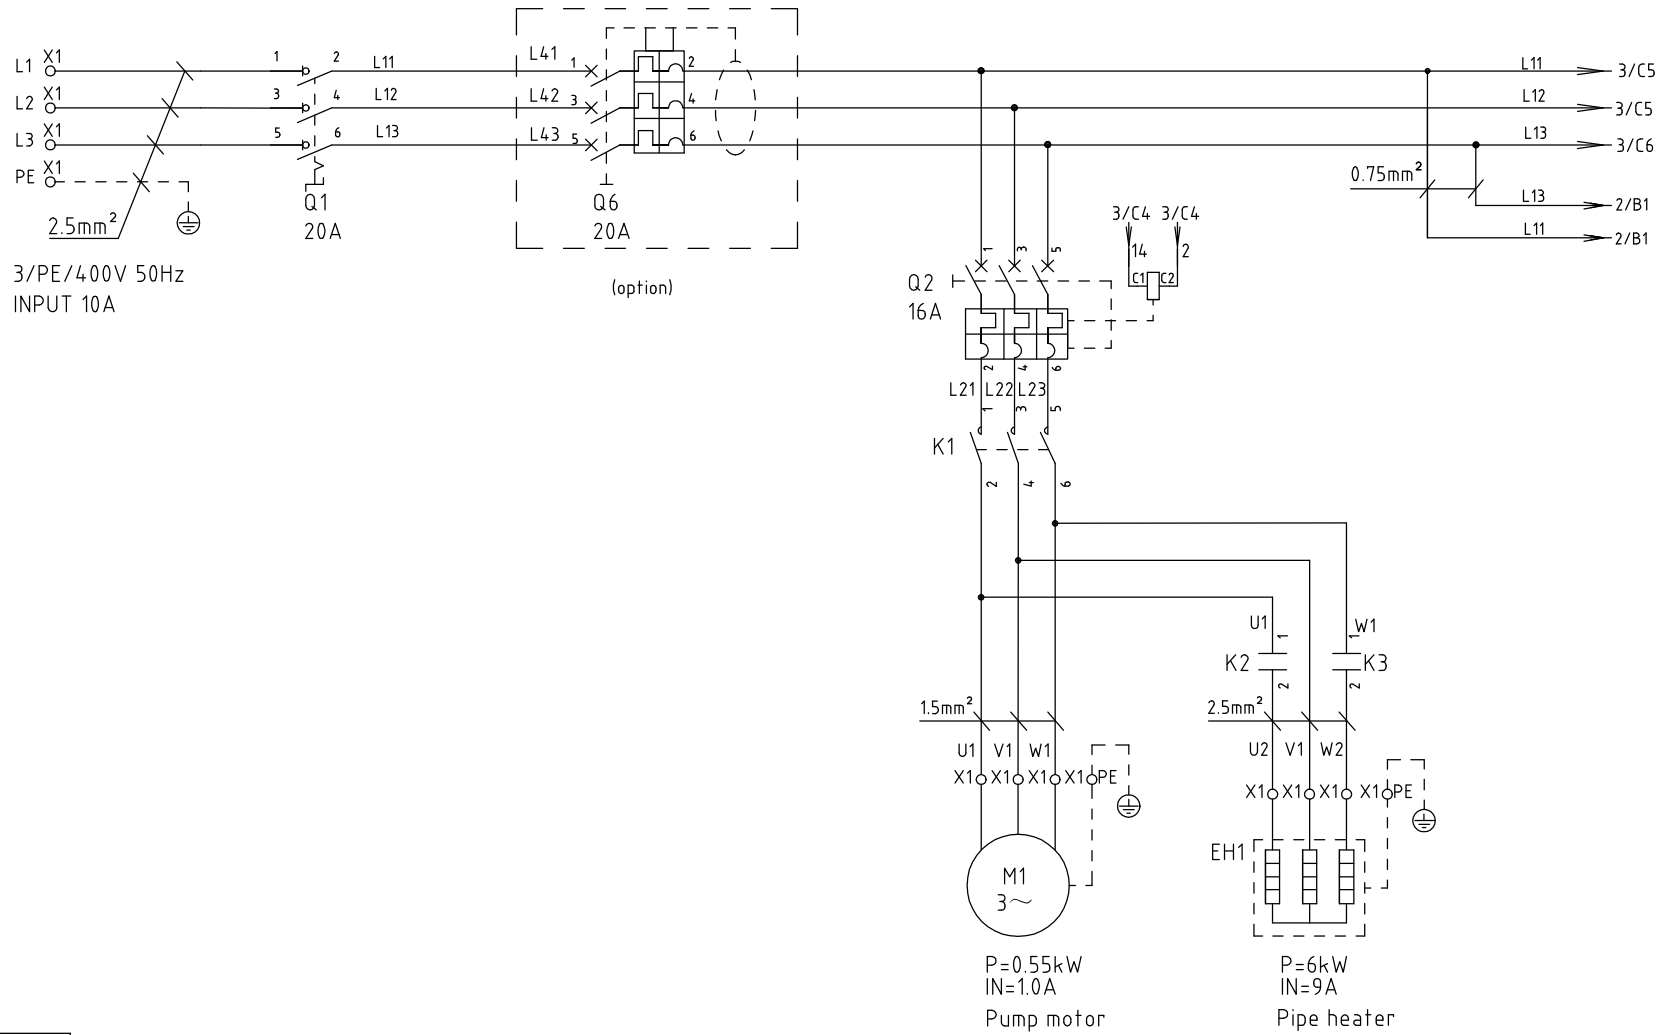 L1 X1
L2 X1
L3 X1
PE X1
2.5mm²
3/PE/400V 50Hz
INPUT 10A
1 2 L11
3 4 L12
5 6 L13
Q1
20A
L41 1 2
L42 3 4
L43 5 6
Q6
20A
(option)
L11 3/C5
L12 3/C5
L13 3/C6
0.75mm²
L13 2/B1
L11 2/B1
3/C4 3/C4
14 2
C1 C2
1 3 5
Q2
16A
2 4 6
L21 L22 L23
1 3 5
K1
2 4 6
U1 1 W1 1
K2 K3
2 2
1.5mm²
U1 V1 W1
X1 X1 X1 X1 PE
M1
3~
P=0.55kW
IN=1.0A
Pump motor
2.5mm²
U2 V1 W2
X1 X1 X1 X1 PE
EH1
P=6kW
IN=9A
Pipe heater